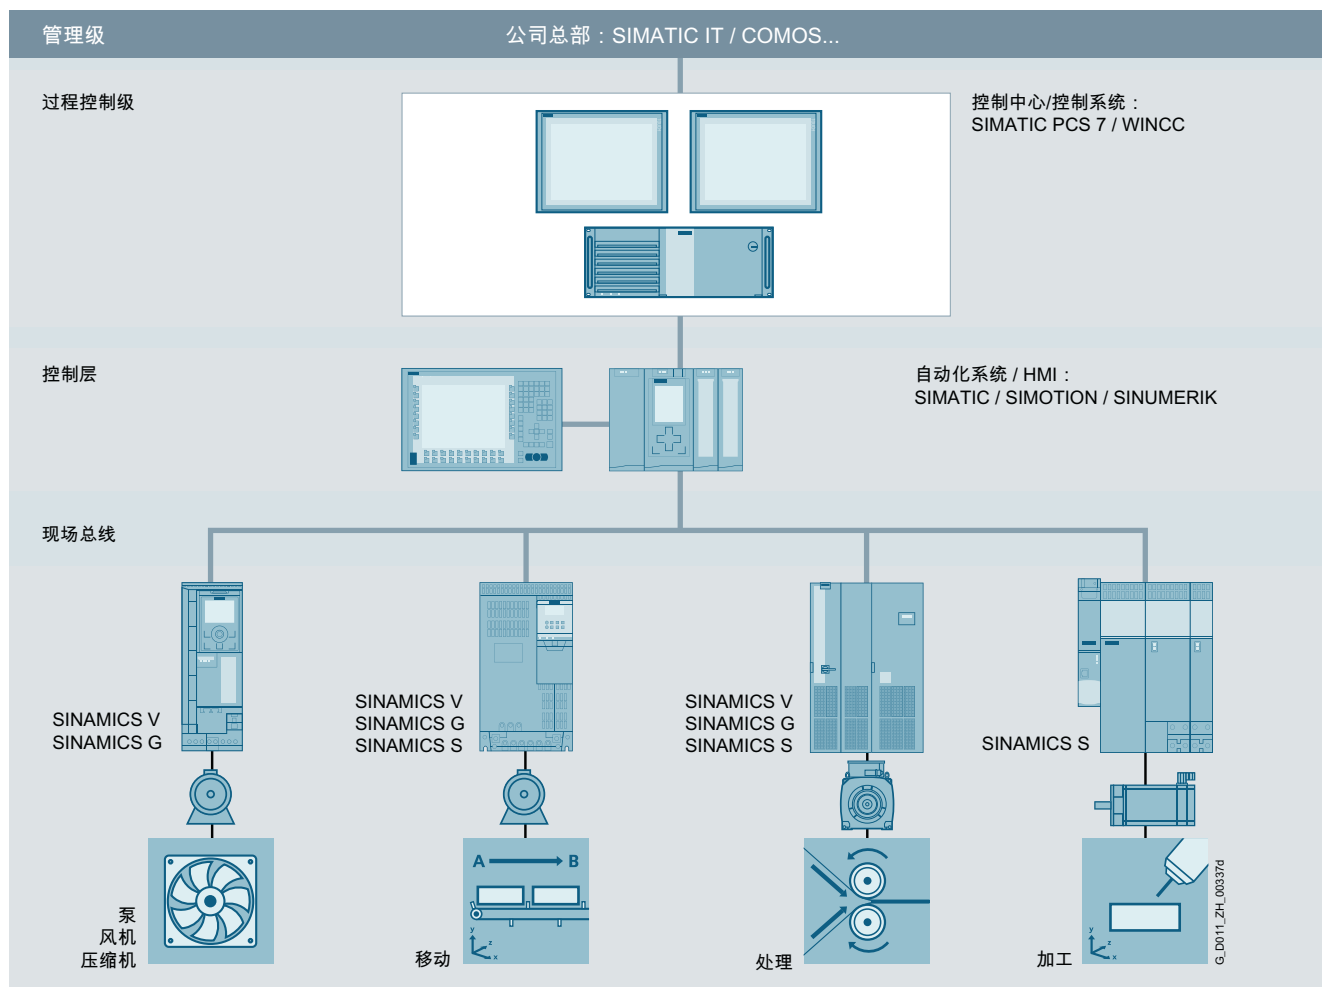 管理级
公司总部：SIMATIC IT / COMOS...
过程控制级
控制中心/控制系统：
SIMATIC PCS 7 / WINCC
控制层
自动化系统 / HMI：
SIMATIC / SIMOTION / SINUMERIK
现场总线
SINAMICS V
SINAMICS G
SINAMICS V
SINAMICS G
SINAMICS S
SINAMICS V
SINAMICS G
SINAMICS S
SINAMICS S
泵
风机
压缩机
A B
y
z
x
移动
处理
y
z
x
加工
G_D011_ZH_00337d